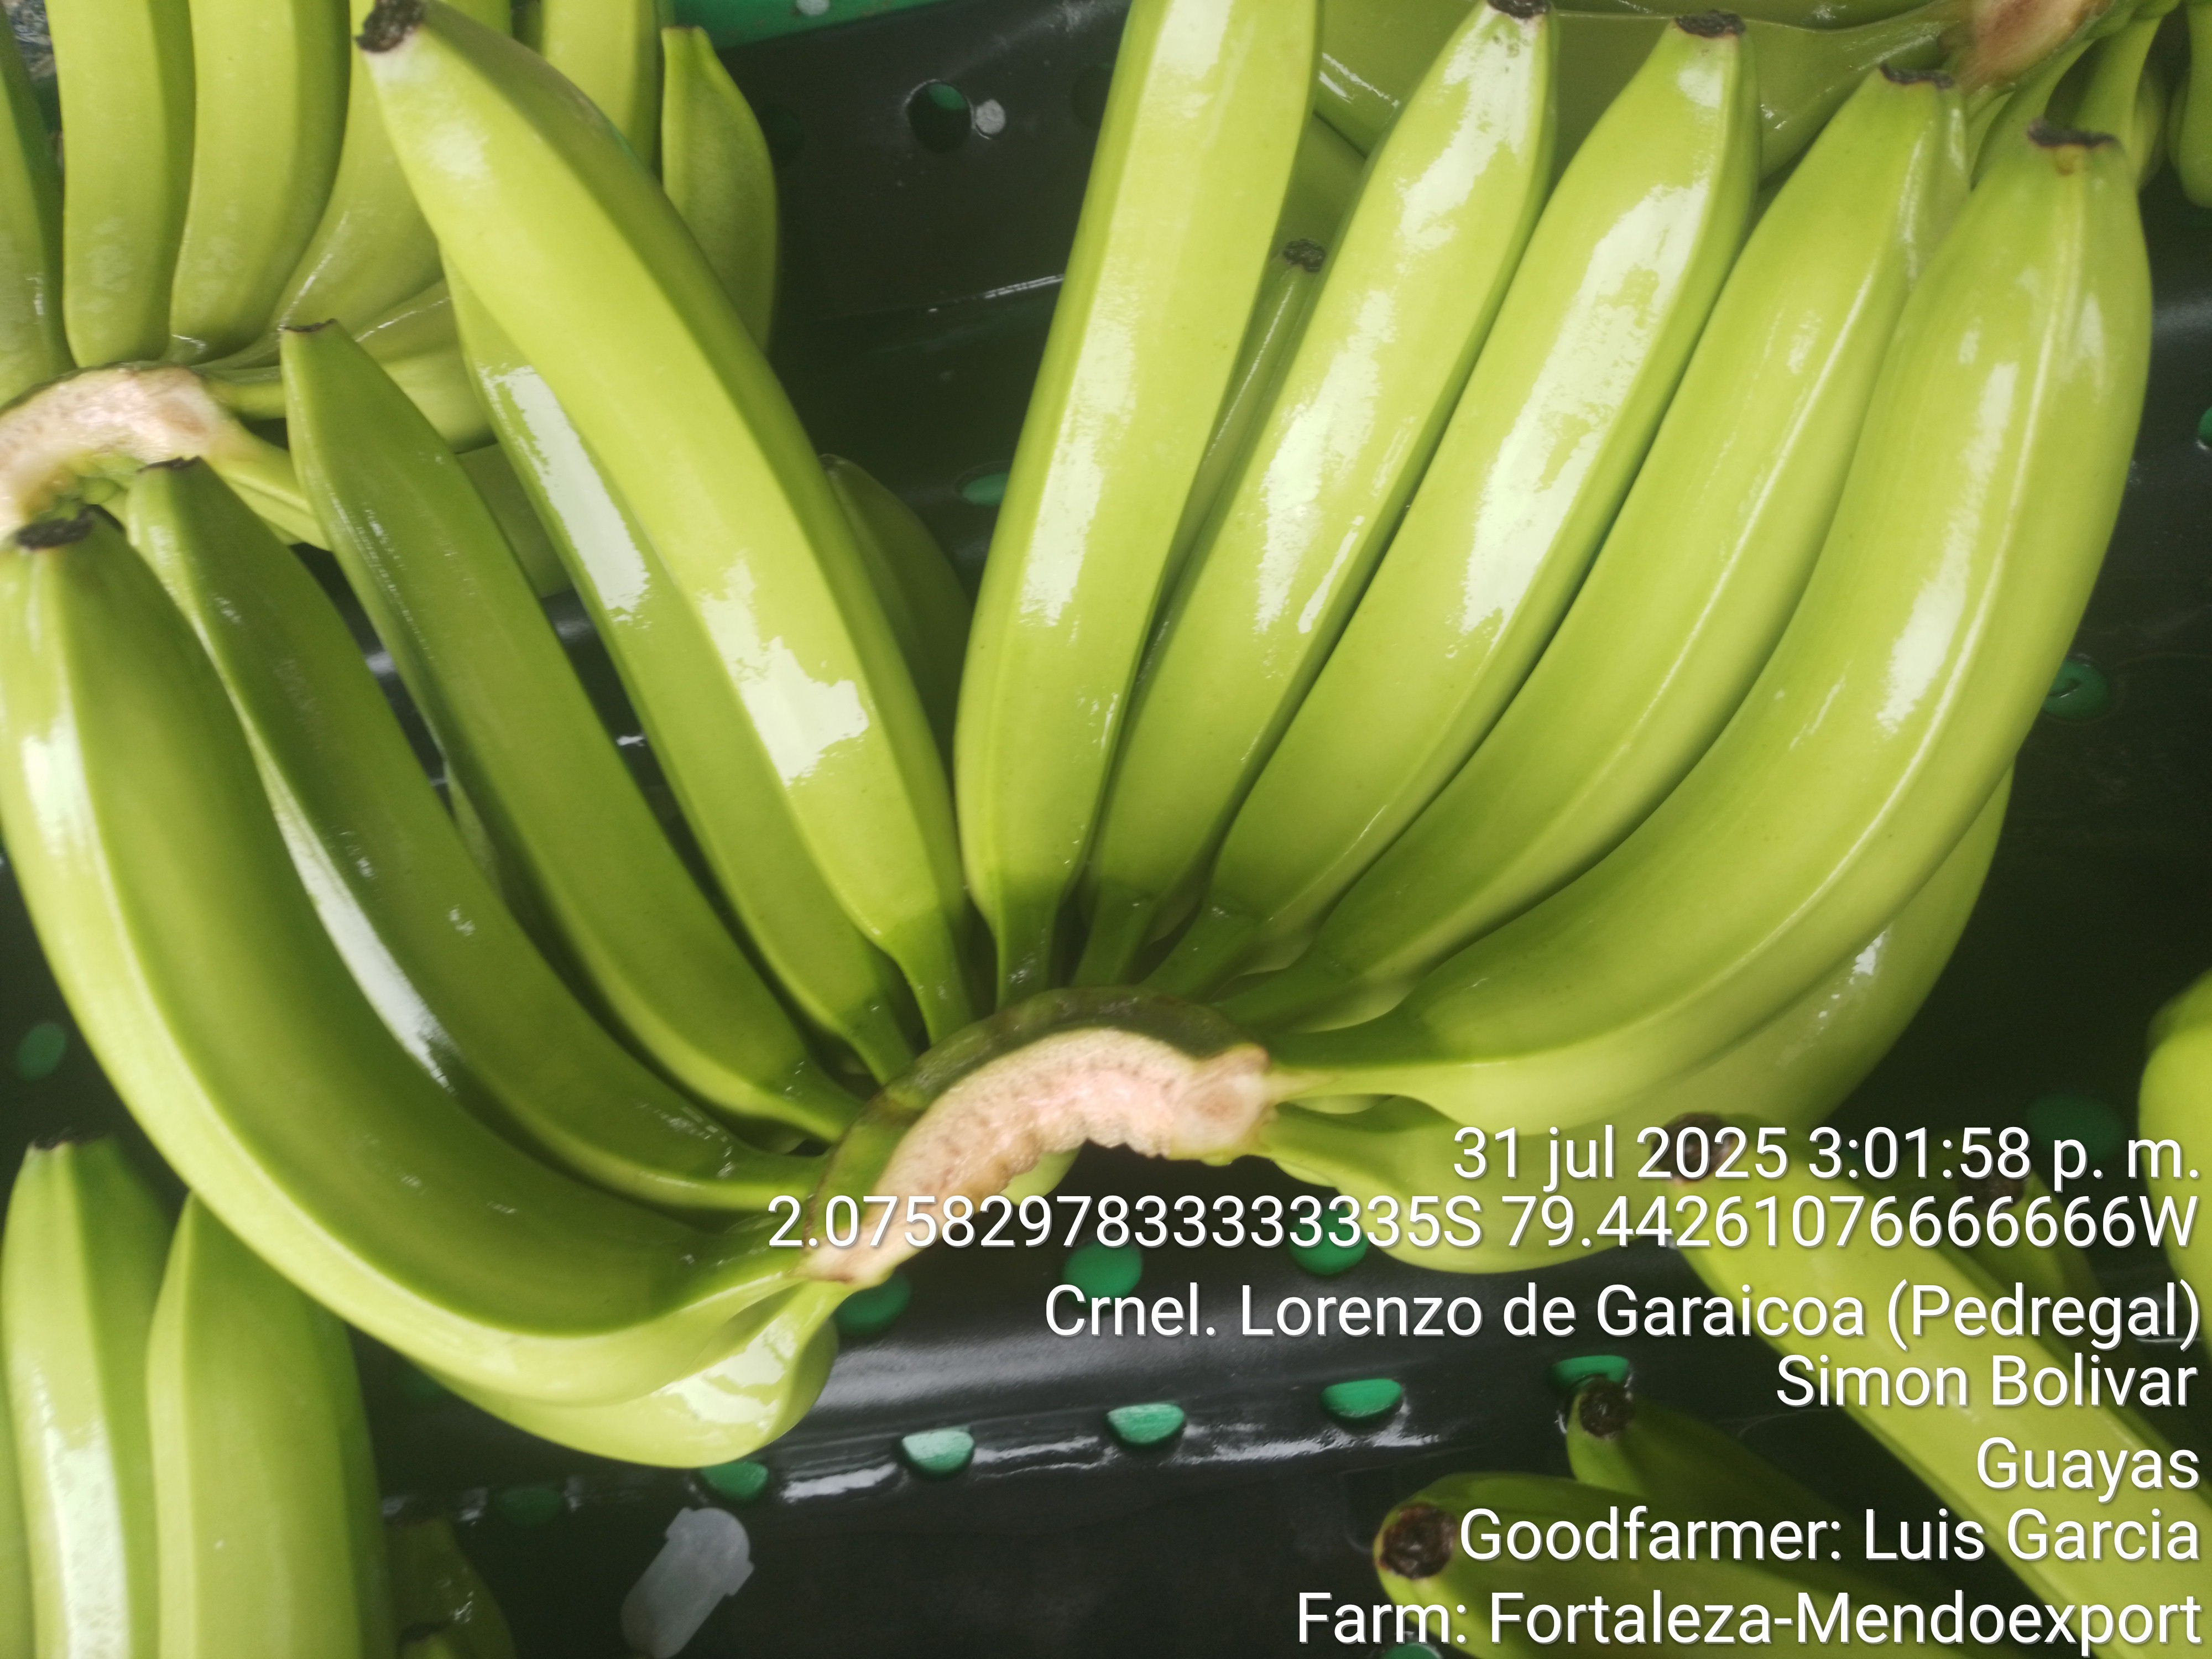 31 jul 2025 3:01:58 p. m.
2.0758297833333335S 79.44261076666666W
Crnel. Lorenzo de Garaicoa (Pedregal)
Simon Bolivar
Guayas
Goodfarmer: Luis Garcia
Farm: Fortaleza-Mendoexport